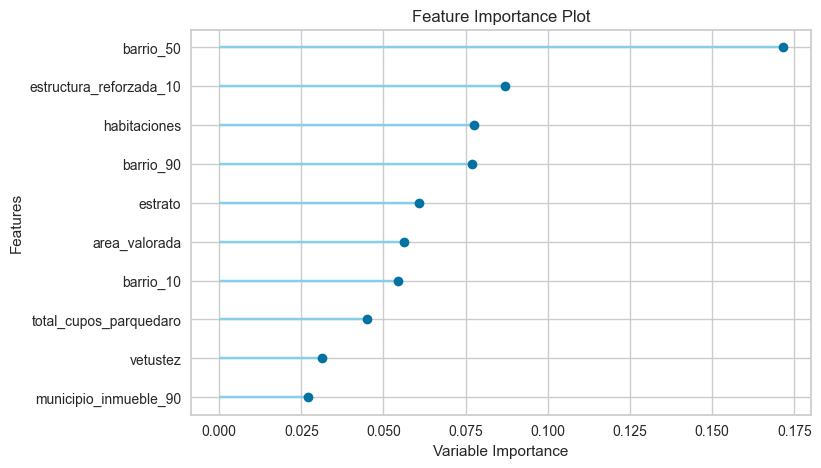 Feature Importance Plot
Features
barrio_50
estructura_reforzada_10
habitaciones
barrio_90
estrato
area_valorada
barrio_10
total_cupos_parquedaro
vetustez
municipio_inmueble_90
0.000 0.025 0.050 0.075 0.100 0.125 0.150 0.175
Variable Importance